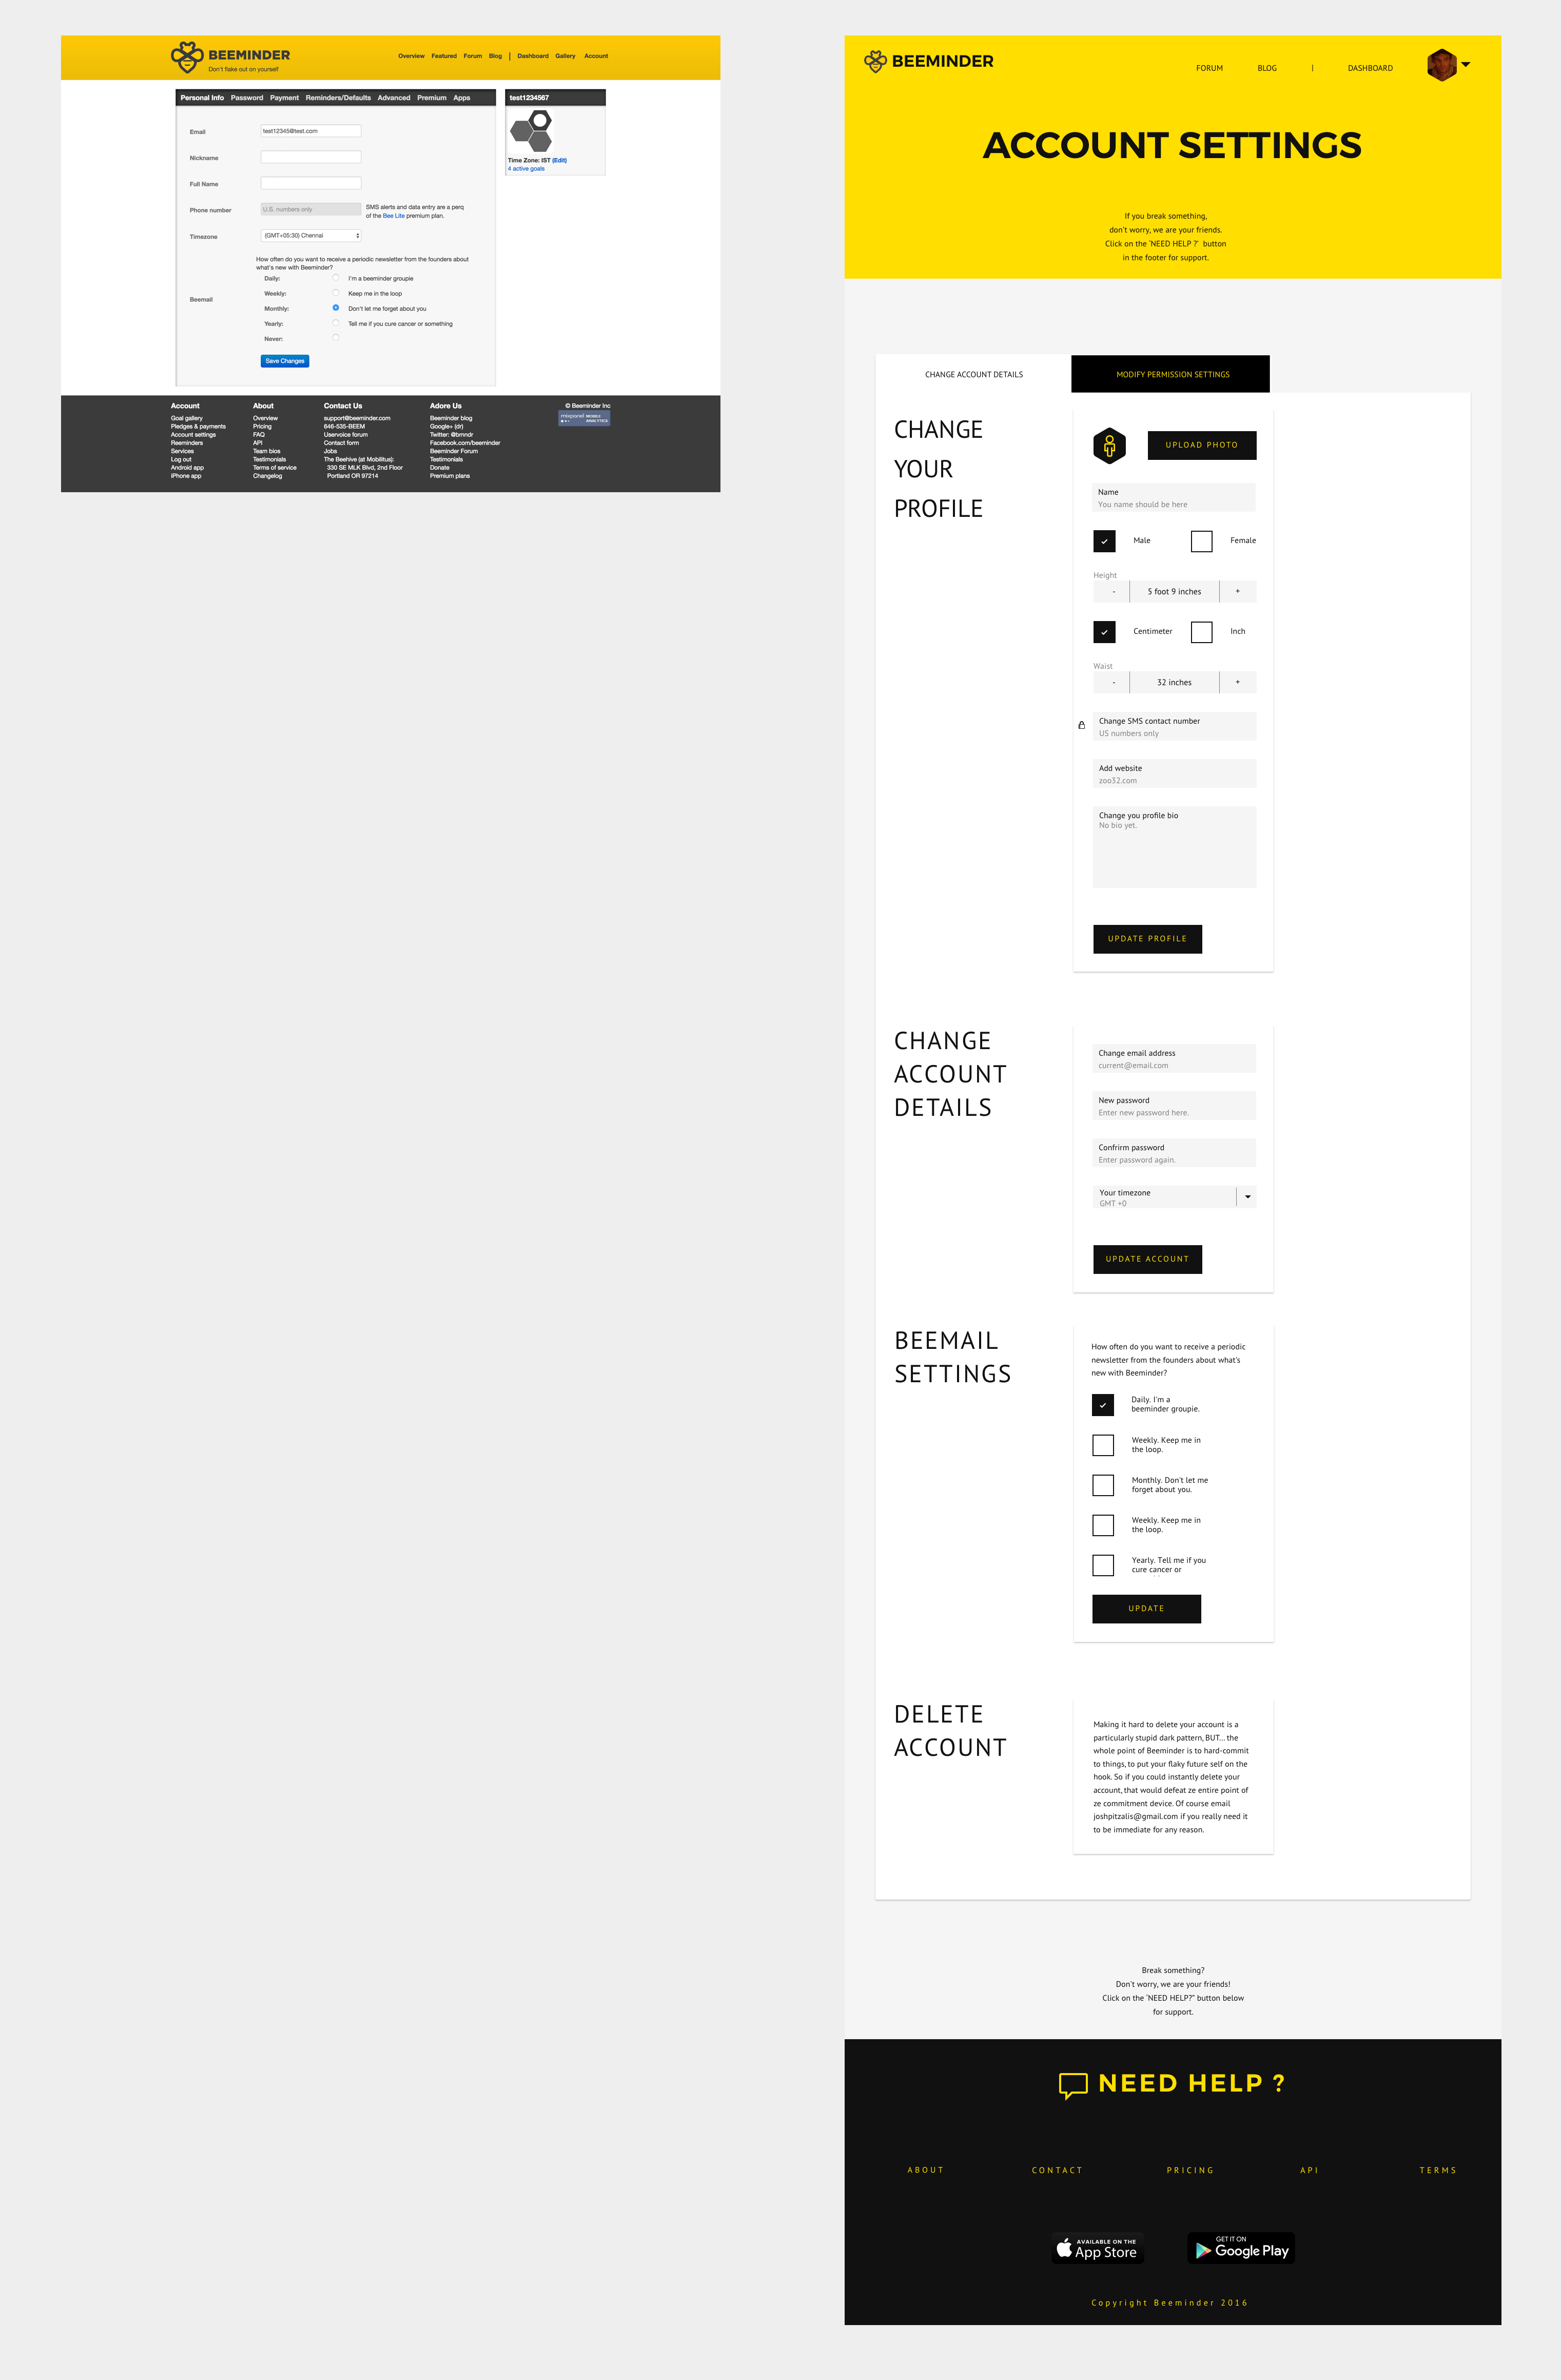 BEEMINDER
Don't flake out on yourself
Overview Featured Forum Blog | Dashboard Gallery Account
Personal Info Password Payment Reminders/Defaults Advanced Premium Apps
Email
test12345@test.com
Nickname
Full Name
Phone number
U.S. numbers only
SMS alerts and data entry are a perq
of the Bee Lite premium plan.
Timezone
(GMT+05:30) Chennai
Beemail
How often do you want to receive a periodic newsletter from the founders about
what's new with Beeminder?
Daily: I'm a beeminder groupie
Weekly: Keep me in the loop
Monthly: Don't let me forget about you
Yearly: Tell me if you cure cancer or something
Never:
Save Changes
test1234567
Time Zone: IST (Edit)
4 active goals
Account
Goal gallery
Pledges & payments
Account settings
Reeminders
Services
Log out
Android app
iPhone app
About
Overview
Pricing
FAQ
API
Team bios
Testimonials
Terms of service
Changelog
Contact Us
support@beeminder.com
646-535-BEEM
Uservoice forum
Contact form
Jobs
The Beehive (at Mobilitus):
330 SE MLK Blvd, 2nd Floor
Portland OR 97214
Adore Us
Beeminder blog
Google+ (dr)
Twitter: @bmndr
Facebook.com/beeminder
Beeminder Forum
Testimonials
Donate
Premium plans
© Beeminder Inc
mixpanel MOBILE
ANALYTICS
BEEMINDER
FORUM BLOG | DASHBOARD
ACCOUNT SETTINGS
If you break something,
don't worry, we are your friends.
Click on the 'NEED HELP ?' button
in the footer for support.
CHANGE ACCOUNT DETAILS
MODIFY PERMISSION SETTINGS
CHANGE
YOUR
PROFILE
UPLOAD PHOTO
Name
You name should be here
Male
Female
Height
- 5 foot 9 inches +
Centimeter
Inch
Waist
- 32 inches +
Change SMS contact number
US numbers only
Add website
zoo32.com
Change you profile bio
No bio yet.
UPDATE PROFILE
CHANGE
ACCOUNT
DETAILS
Change email address
current@email.com
New password
Enter new password here.
Confrirm password
Enter password again.
Your timezone
GMT +0
UPDATE ACCOUNT
BEEMAIL
SETTINGS
How often do you want to receive a periodic
newsletter from the founders about what's
new with Beeminder?
Daily. I'm a
beeminder groupie.
Weekly. Keep me in
the loop.
Monthly. Don't let me
forget about you.
Weekly. Keep me in
the loop.
Yearly. Tell me if you
cure cancer or
UPDATE
DELETE
ACCOUNT
Making it hard to delete your account is a
particularly stupid dark pattern, BUT... the
whole point of Beeminder is to hard-commit
to things, to put your flaky future self on the
hook. So if you could instantly delete your
account, that would defeat ze entire point of
ze commitment device. Of course email
joshpitzalis@gmail.com if you really need it
to be immediate for any reason.
Break something?
Don't worry, we are your friends!
Click on the 'NEED HELP?" button below
for support.
NEED HELP ?
ABOUT
CONTACT
PRICING
API
TERMS
AVAILABLE ON THE
App Store
GET IT ON
Google Play
Copyright Beeminder 2016